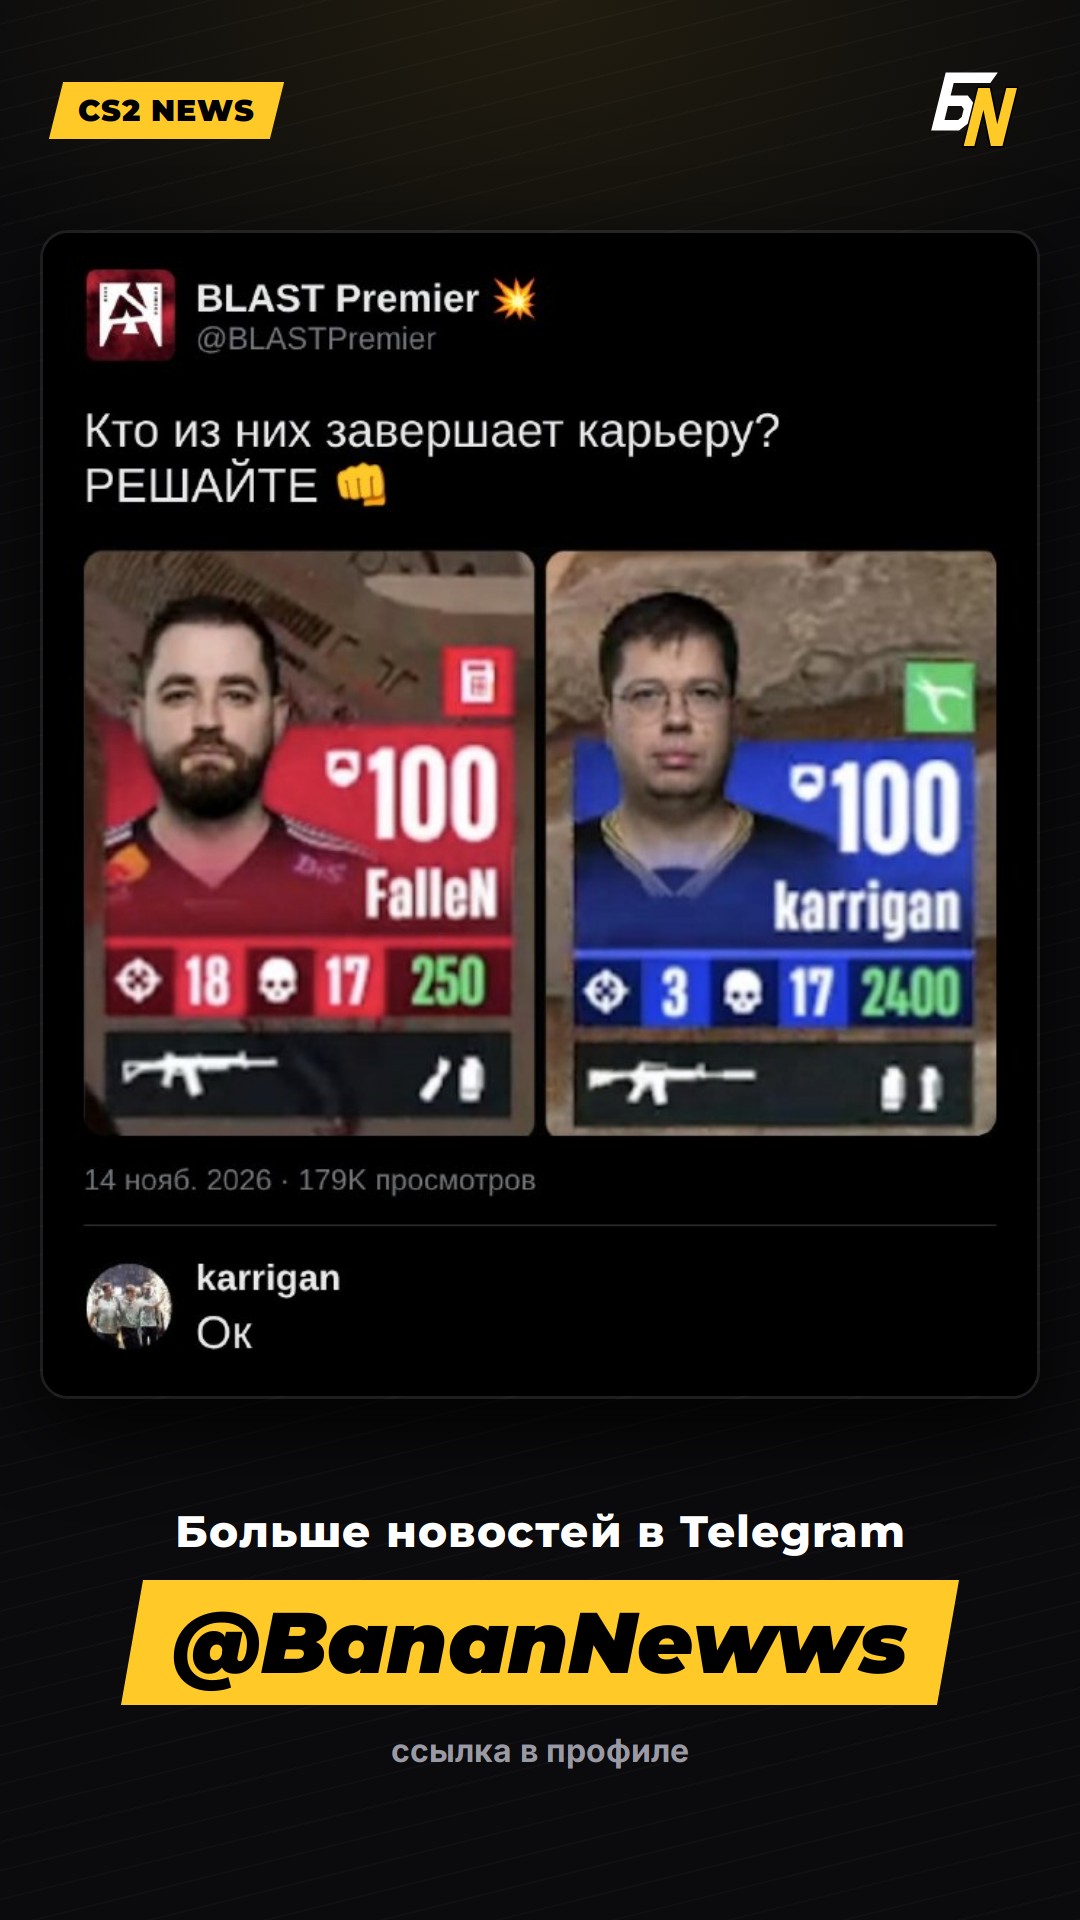 CS2 NEWS
БN
BLAST Premier 💥
@BLASTPremier
Кто из них завершает карьеру?
РЕШАЙТЕ 👊
100
FalleN
18 17 250
100
karrigan
3 17 2400
14 нояб. 2026 · 179K просмотров
karrigan
Ок
Больше новостей в Telegram
@BananNewws
ссылка в профиле